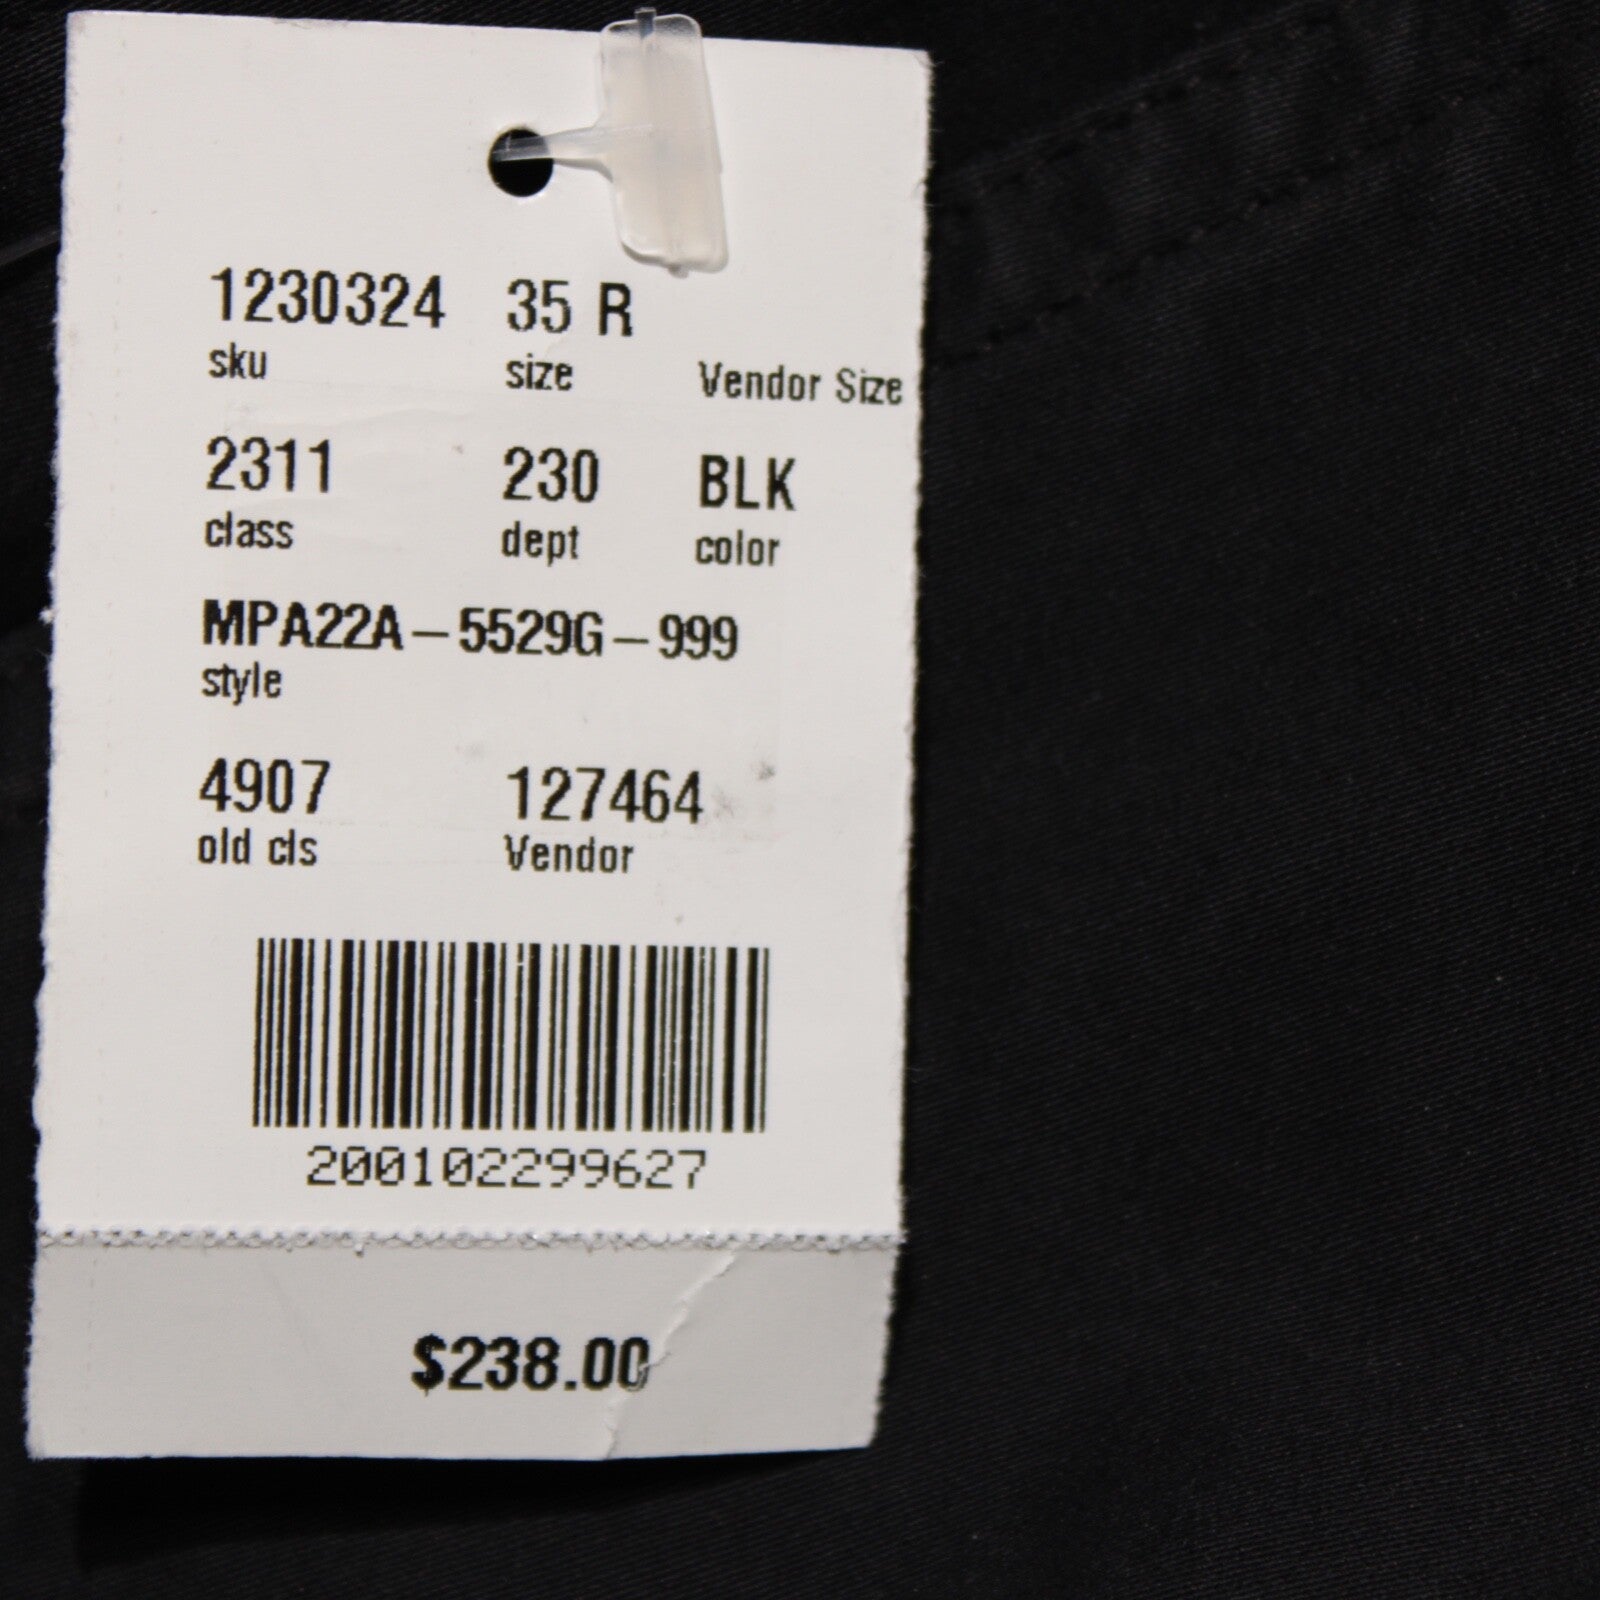 1230324 35 R
sku size Vendor Size
2311 230 BLK
class dept color
MPA22A-5529G-999
style
4907 127464
old cls Vendor
200102299627
$238.00